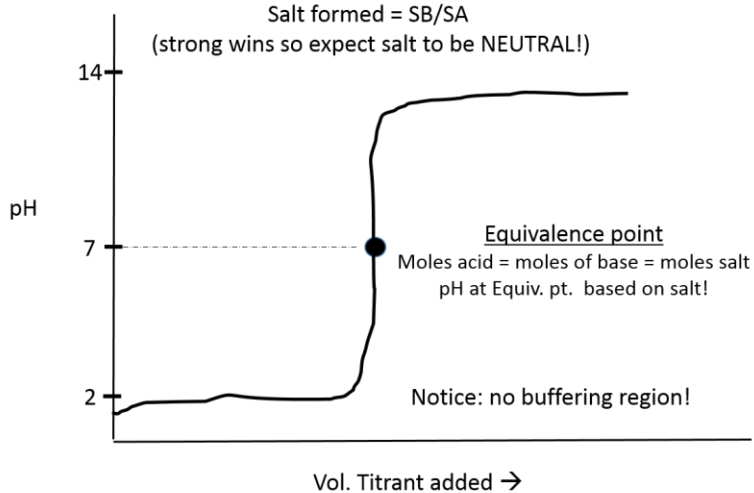 Salt formed = SB/SA
(strong wins so expect salt to be NEUTRAL!)
14
pH
7
Equivalence point
Moles acid = moles of base = moles salt
pH at Equiv. pt.  based on salt!
2
Notice: no buffering region!
Vol. Titrant added →